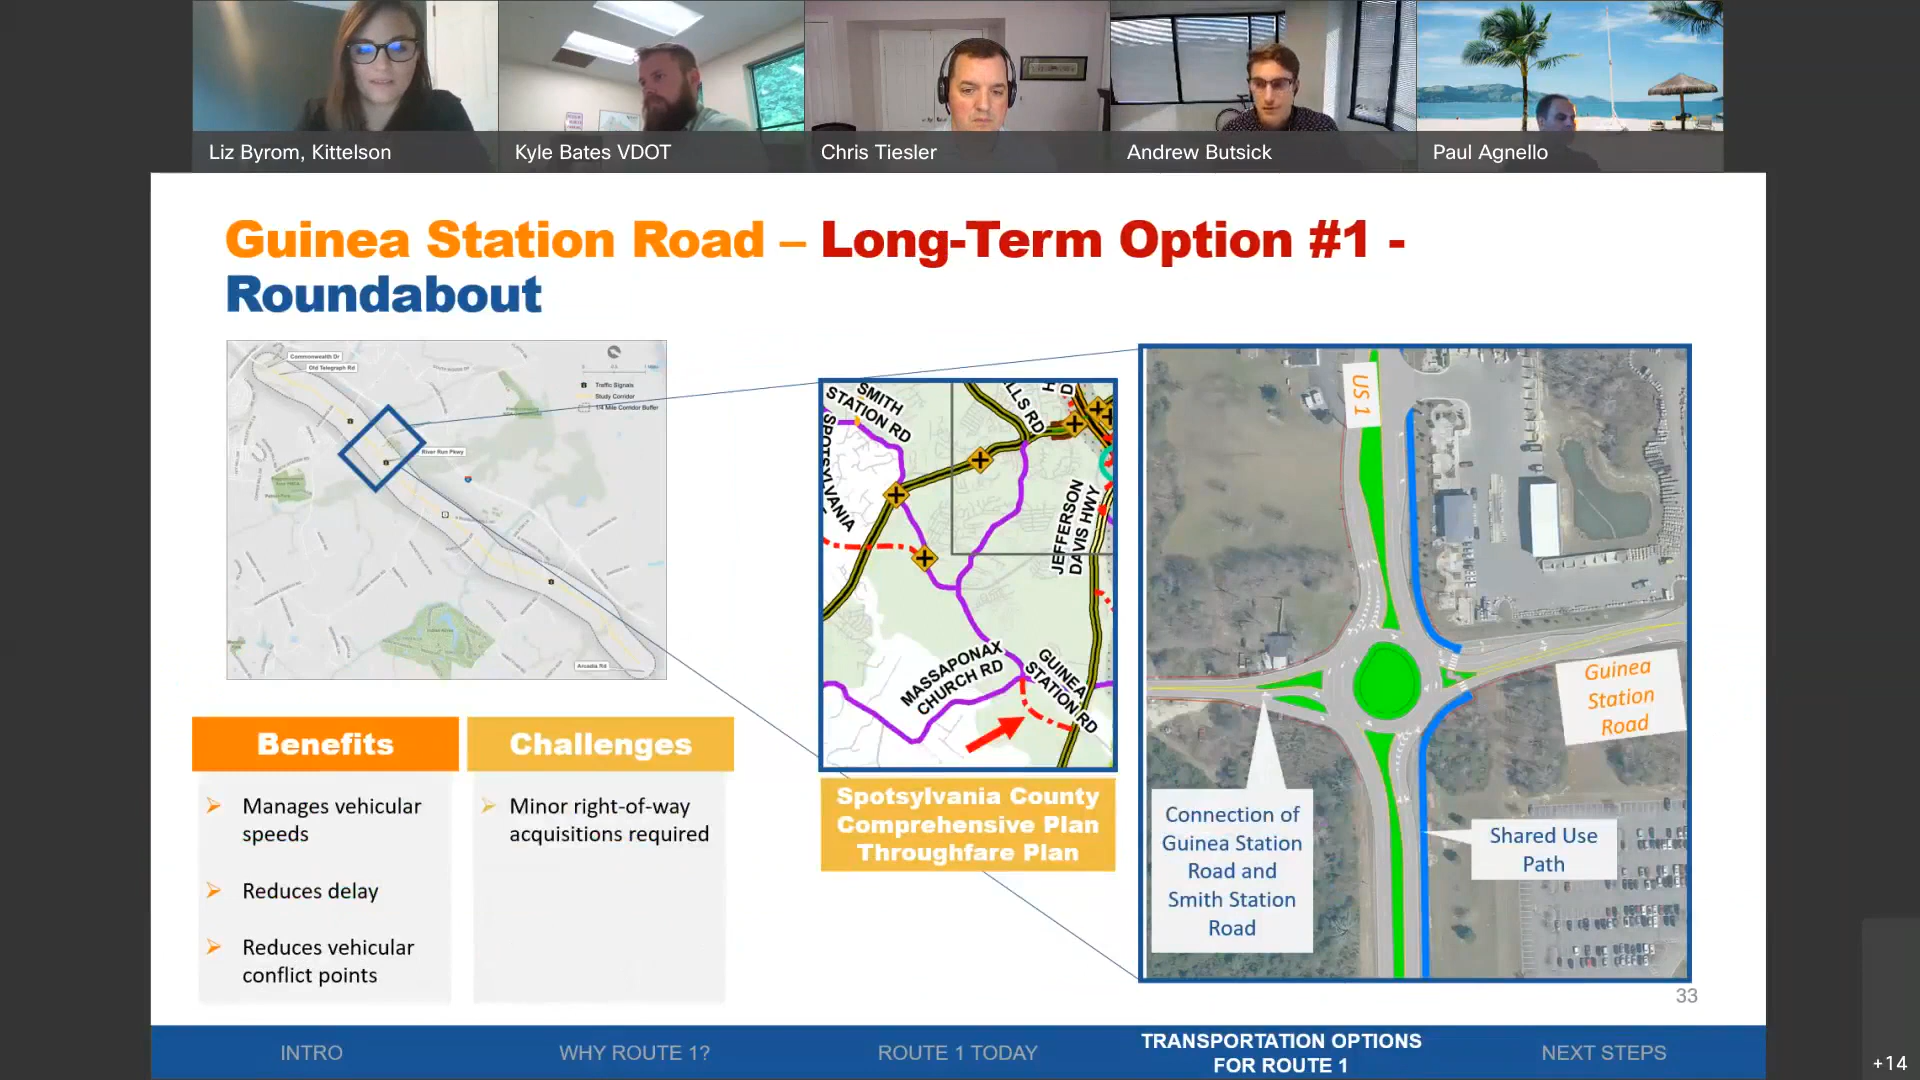 Liz Byrom, Kittelson
Kyle Bates VDOT
Chris Tiesler
Andrew Butsick
Paul Agnello
Guinea Station Road – Long-Term Option #1 -
Roundabout
Commonwealth Dr
Old Telegraph Rd
River Run Pkwy
Arcadia Rd
Traffic Signals
Study Corridor
1/4 Mile Corridor Buffer
SMITH
STATION RD
SPOTSYLVANIA
LLS RD
JEFFERSON
DAVIS HWY
MASSAPONAX
CHURCH RD
GUINEA
STATION RD
Spotsylvania County
Comprehensive Plan
Throughfare Plan
US 1
Guinea
Station
Road
Connection of
Guinea Station
Road and
Smith Station
Road
Shared Use
Path
Benefits
Manages vehicular
speeds
Reduces delay
Reduces vehicular
conflict points
Challenges
Minor right-of-way
acquisitions required
33
INTRO
WHY ROUTE 1?
ROUTE 1 TODAY
TRANSPORTATION OPTIONS
FOR ROUTE 1
NEXT STEPS
+14